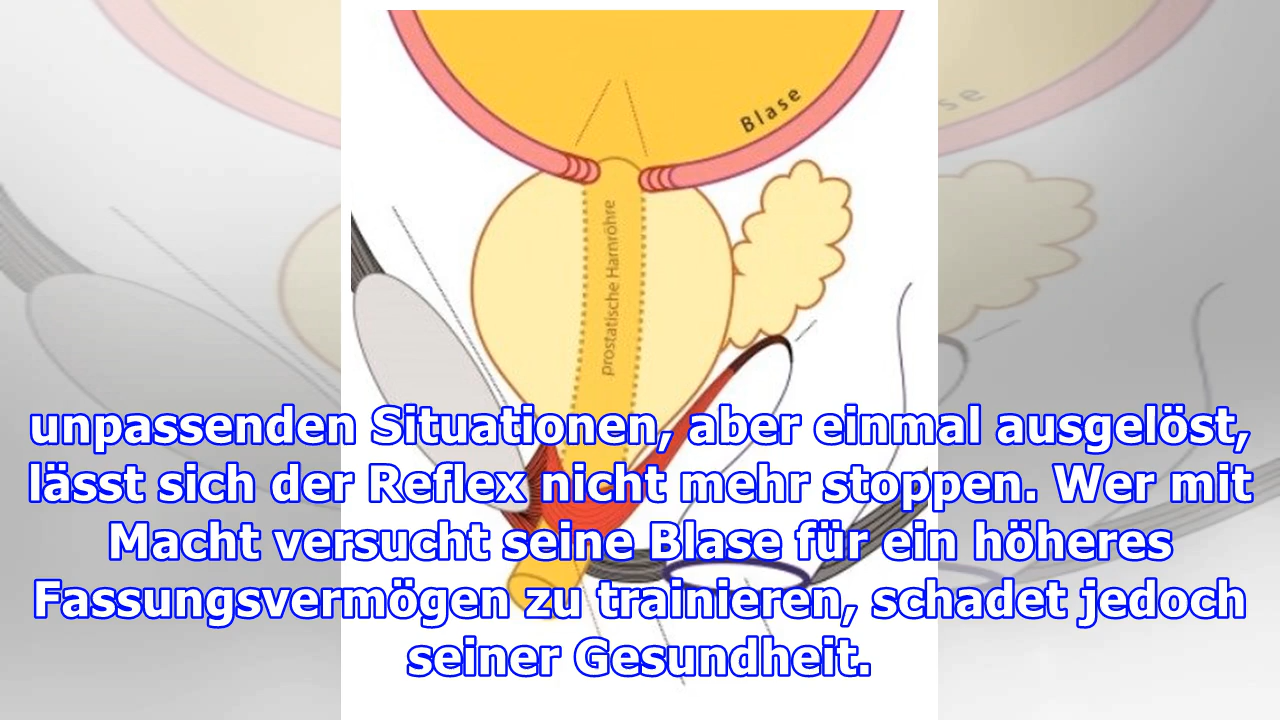 Blase
prostatische Harnröhre
unpassenden Situationen, aber einmal ausgelöst,
lässt sich der Reflex nicht mehr stoppen. Wer mit
Macht versucht seine Blase für ein höheres
Fassungsvermögen zu trainieren, schadet jedoch
seiner Gesundheit.